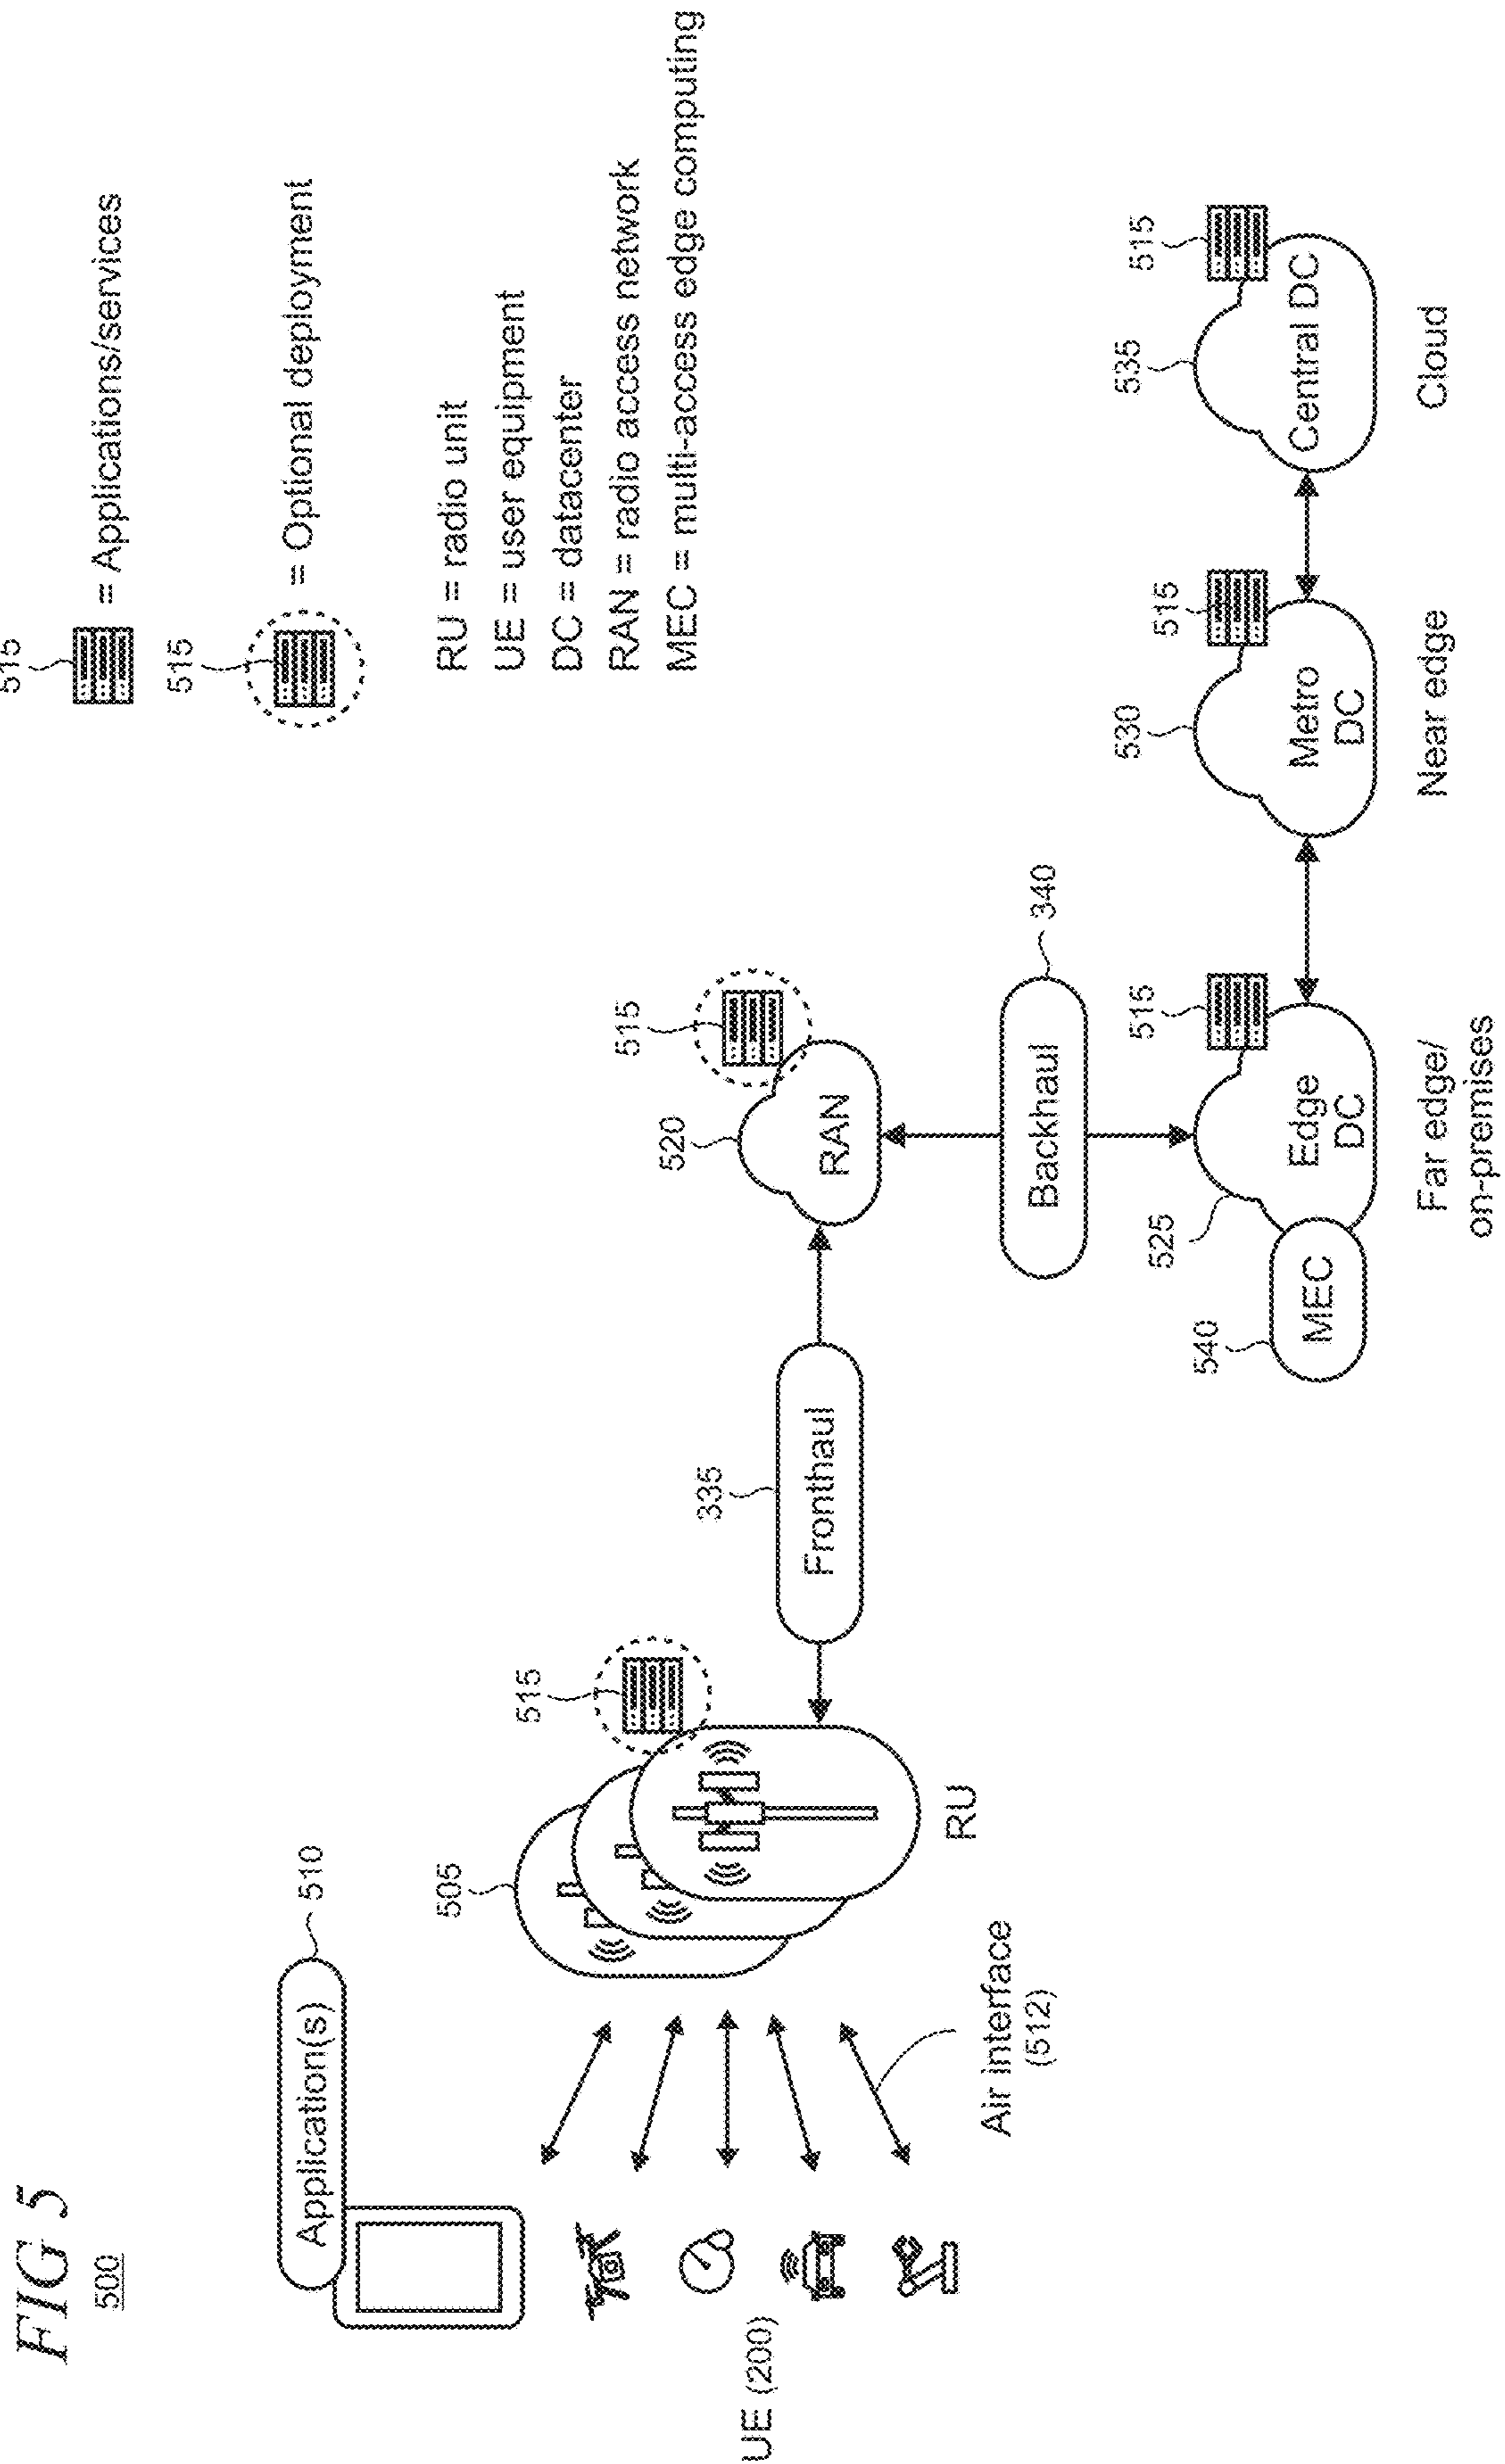 FIG 5
500
515
= Applications/services
515
= Optional deployment
RU = radio unit
UE = user equipment
DC = datacenter
RAN = radio access network
MEC = multi-access edge computing
Application(s)
510
505
515
515
520
RAN
335
Fronthaul
UE (200)
RU
Air interface
(512)
Backhaul
340
525
515
530
515
535
515
540
MEC
Edge
DC
Metro
DC
Central DC
Far edge/
on-premises
Near edge
Cloud